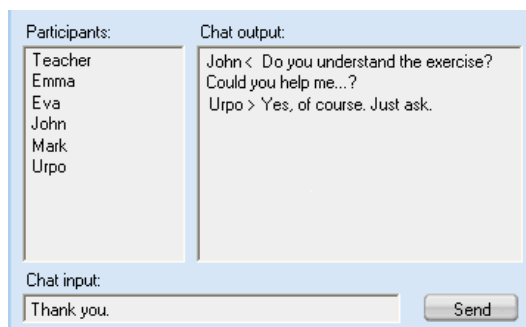 Participants:
Teacher
Emma
Eva
John
Mark
Urpo
Chat output:
John < Do you understand the exercise?
Could you help me...?
Urpo > Yes, of course. Just ask.
Chat input:
Thank you.
Send